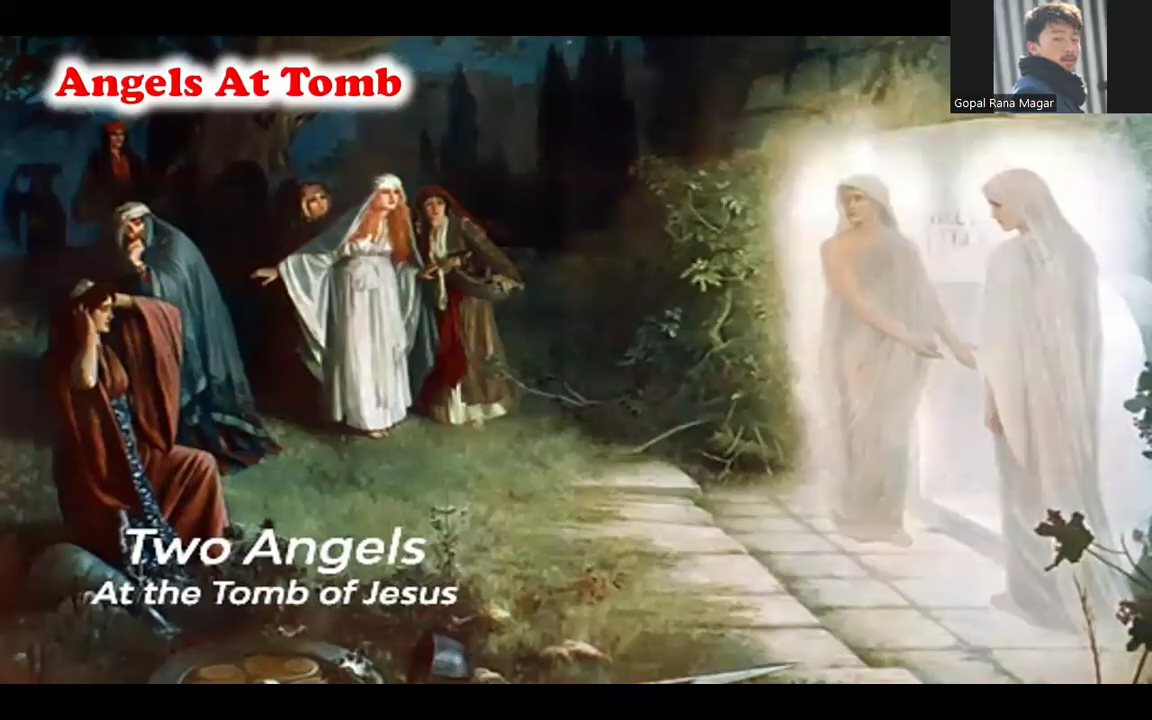 Angels At Tomb
Gopal Rana Magar
Two Angels
At the Tomb of Jesus